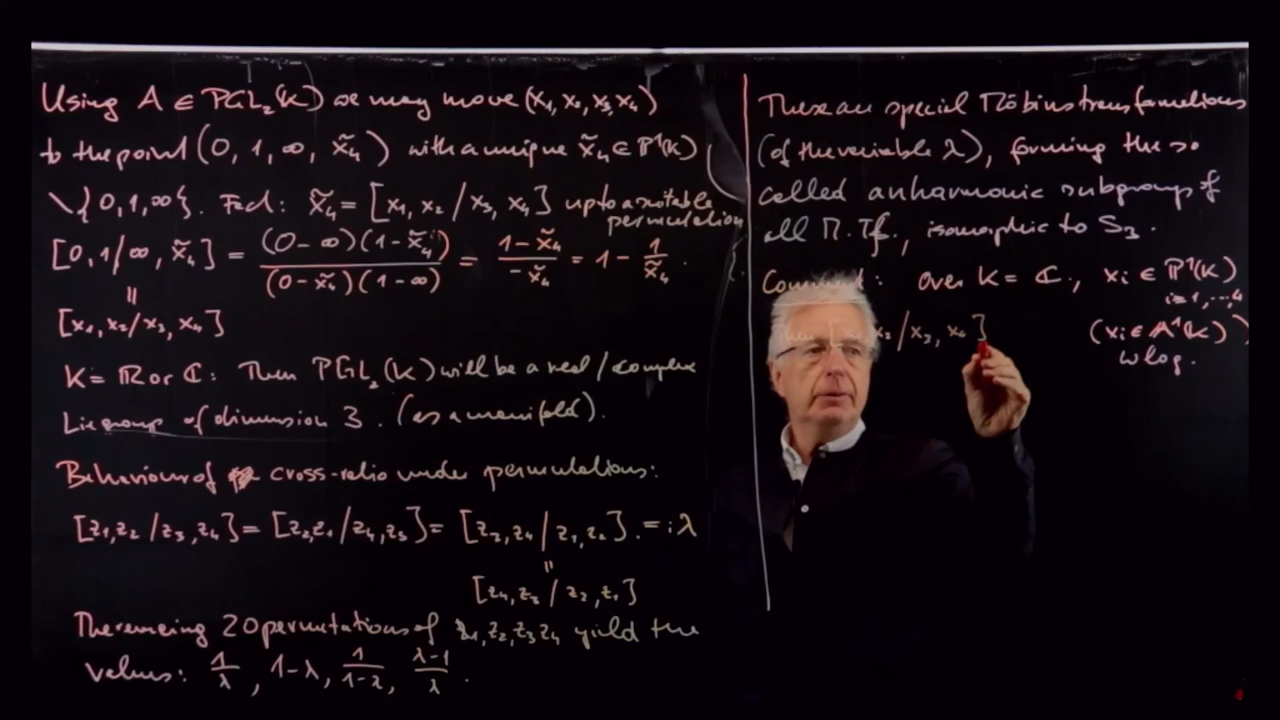 Using A ∈ PGL₂(K) we may move (x₁, x₂, x₃, x₄)
to the point (0, 1, ∞, x̃₄) with a unique x̃₄ ∈ P¹(K)
\{0,1,∞}. Fact: x̃₄ = [x₁, x₂ / x₃, x₄] up to a suitable
permutation
[0,1/∞, x̃₄] = (0-∞)(1-x̃₄) / (0-x̃₄)(1-∞) = 1-x̃₄ / -x̃₄ = 1 - 1/x̃₄ .
||
[x₁, x₂/x₃, x₄]
K = ℝ or ℂ: Then PGL₂(K) will be a real/complex
Lie group of dimension 3. (as a manifold).
Behaviour of cross-ratio under permutations:
[z₁,z₂/z₃,z₄] = [z₂,z₁/z₄,z₃] = [z₃,z₄/z₁,z₂]. =: λ
||
[z₄,z₃/z₂,z₁]
The 20 permutations of z₁,z₂,z₃ z₄ yield the
values: 1/λ, 1-λ, 1/1-λ, λ-1/λ .
These are special Möbius transformations
(of the variable λ), forming the so
called anharmonic subgroup of
all M. Tf., isomorphic to S₃.
Comment: Over K = ℂ, xᵢ ∈ P¹(K)
i=1,...,4
x₂/x₃, x₄] (xᵢ ∈ A¹(K))
wlog.